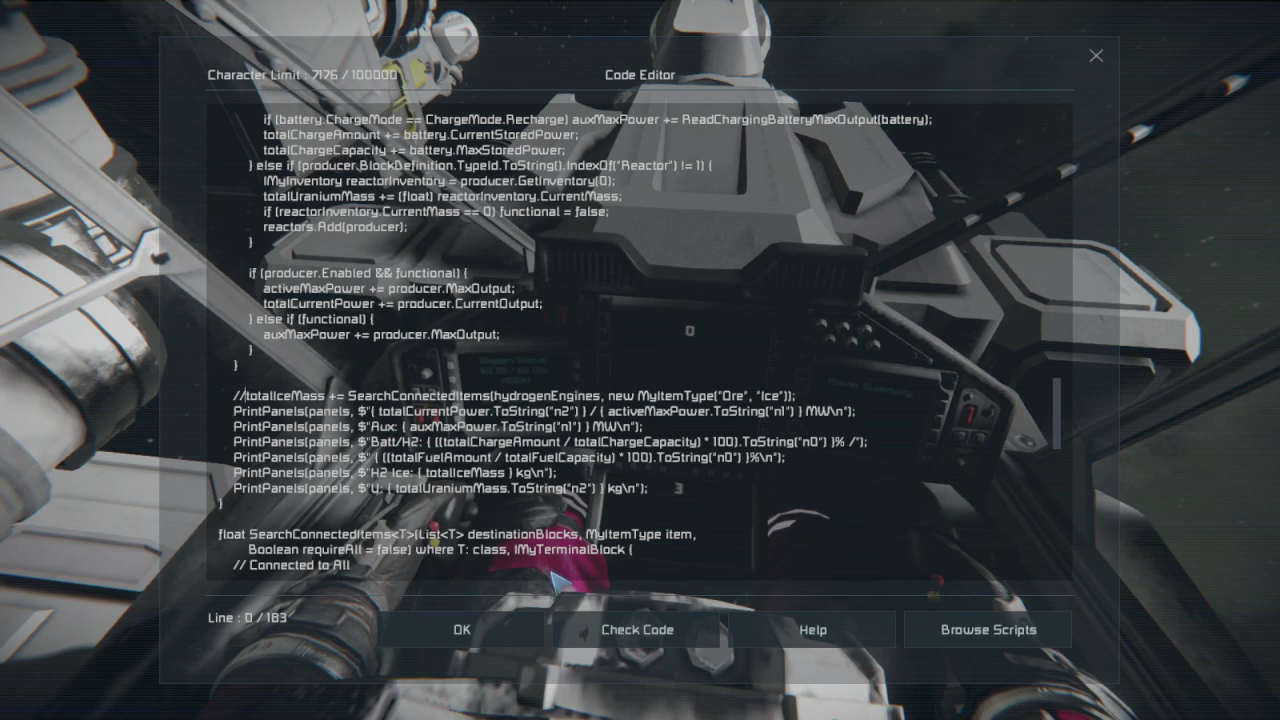 Character Limit : 7176 / 100000
Code Editor
if (battery.ChargeMode == ChargeMode.Recharge) auxMaxPower += ReadChargingBatteryMaxOutput(battery);
totalChargeAmount += battery.CurrentStoredPower;
totalChargeCapacity += battery.MaxStoredPower;
} else if (producer.BlockDefinition.TypeId.ToString().IndexOf("Reactor") != 1) {
IMyInventory reactorInventory = producer.GetInventory(0);
totalUraniumMass += (float) reactorInventory.CurrentMass;
if (reactorInventory.CurrentMass == 0) functional = false;
reactors.Add(producer);
}
if (producer.Enabled && functional) {
activeMaxPower += producer.MaxOutput;
totalCurrentPower += producer.CurrentOutput;
} else if (functional) {
auxMaxPower += producer.MaxOutput;
}
}
//totalIceMass += SearchConnectedItems(hydrogenEngines, new MyItemType("Ore", "Ice"));
PrintPanels(panels, $"{ totalCurrentPower.ToString("n2") } / { activeMaxPower.ToString("n1") } MW\n");
PrintPanels(panels, $"Aux: { auxMaxPower.ToString("n1") } MW\n");
PrintPanels(panels, $"Batt/H2: { ((totalChargeAmount / totalChargeCapacity) * 100).ToString("n0") }% /");
PrintPanels(panels, $" { ((totalFuelAmount / totalFuelCapacity) * 100).ToString("n0") }%\n");
PrintPanels(panels, $"H2 Ice: { totalIceMass } kg\n");
PrintPanels(panels, $"U: { totalUraniumMass.ToString("n2") } kg\n");
}
float SearchConnectedItems<T>(List<T> destinationBlocks, MyItemType item,
Boolean requireAll = false) where T: class, IMyTerminalBlock {
// Connected to All
Line : 0 / 183
OK
Check Code
Help
Browse Scripts
0
3
Power Summary